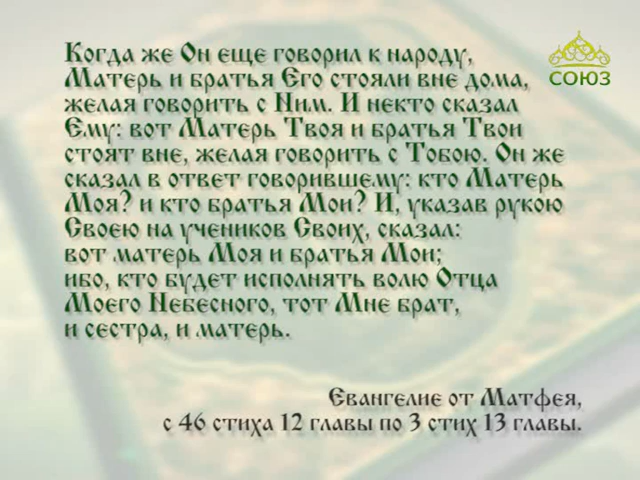 Когда же Он еще говорил к народу,
Матерь и братья Его стояли вне дома,
желая говорить с Ним. И некто сказал
Ему: вот Матерь Твоя и братья Твои
стоят вне, желая говорить с Тобою. Он же
сказал в ответ говорившему: кто Матерь
Моя? и кто братья Мои? И, указав рукою
Своею на учеников Своих, сказал:
вот матерь Моя и братья Мои;
ибо, кто будет исполнять волю Отца
Моего Небесного, тот Мне брат,
и сестра, и матерь.
Евангелие от Матфея,
с 46 стиха 12 главы по 3 стих 13 главы.
СОЮЗ